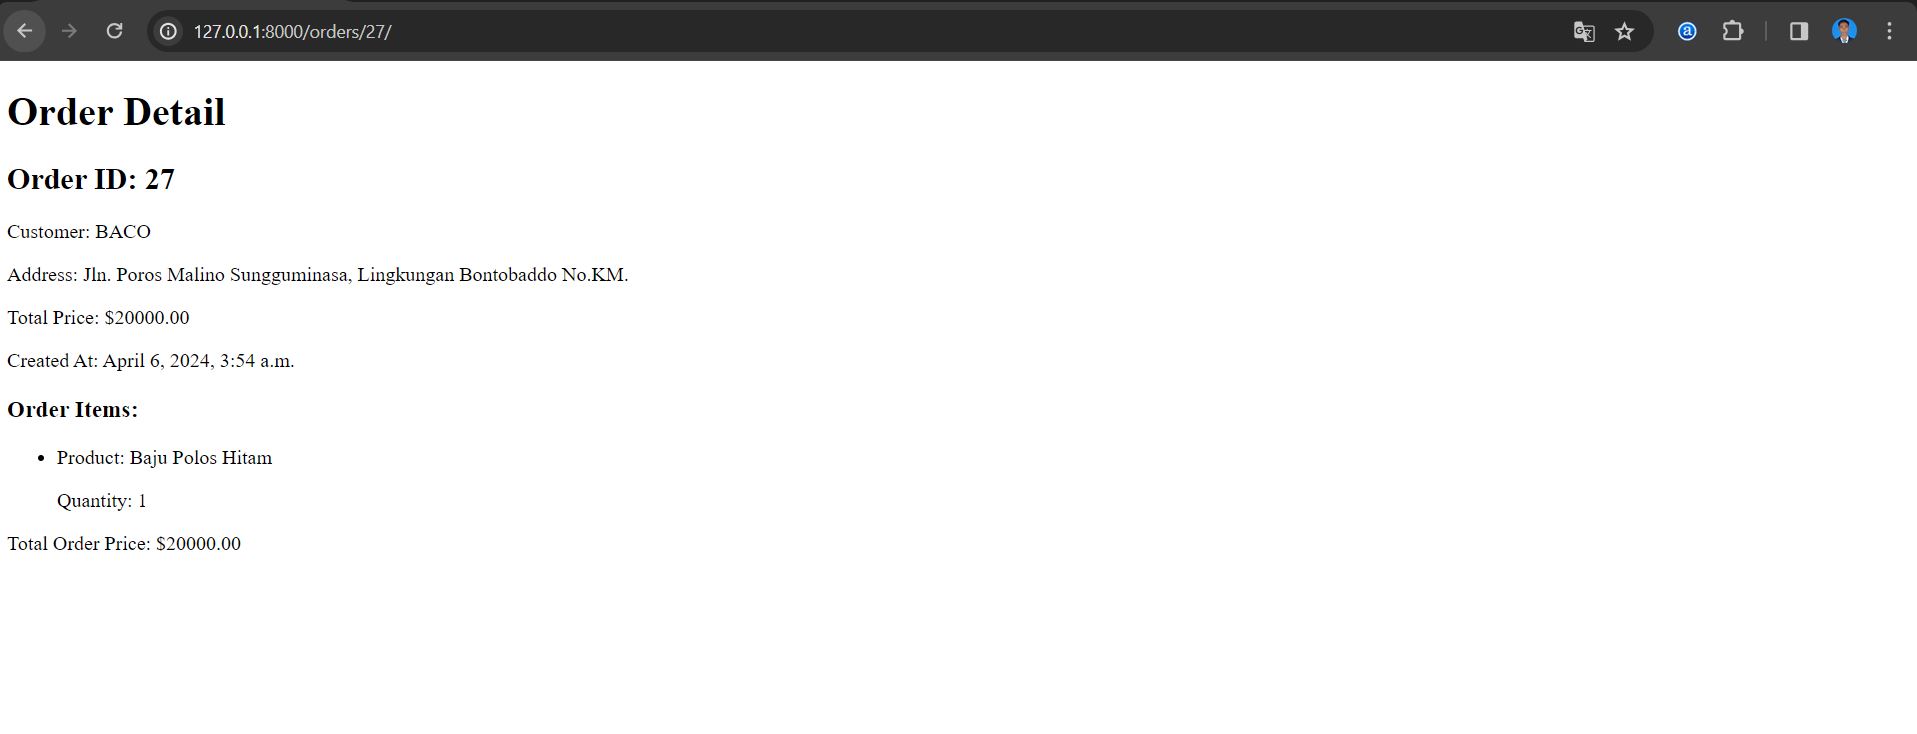 127.0.0.1:8000/orders/27/
Order Detail
Order ID: 27
Customer: BACO
Address: Jln. Poros Malino Sungguminasa, Lingkungan Bontobaddo No.KM.
Total Price: $20000.00
Created At: April 6, 2024, 3:54 a.m.
Order Items:
Product: Baju Polos Hitam
Quantity: 1
Total Order Price: $20000.00